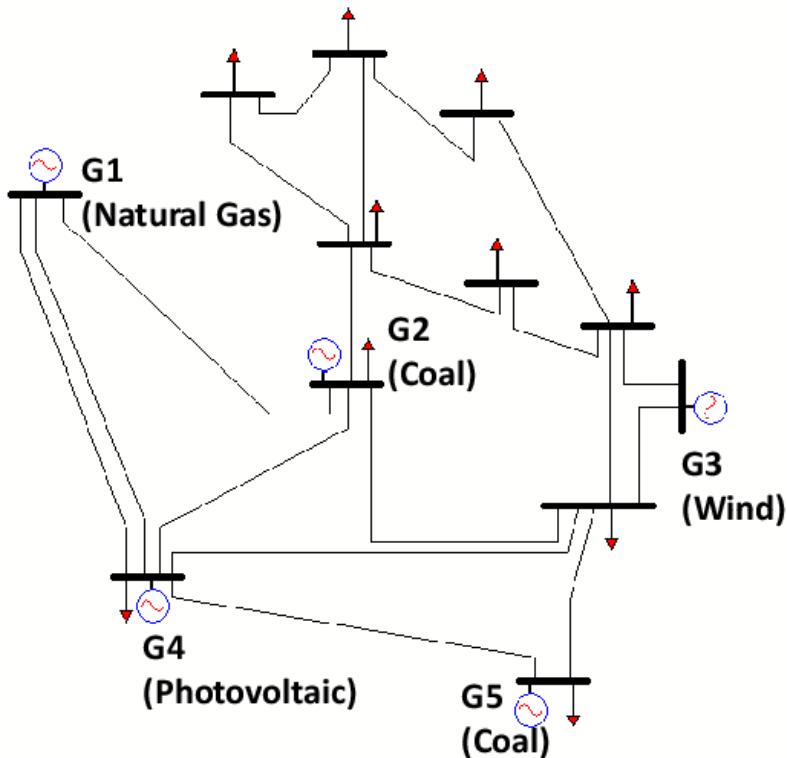 G1
(Natural Gas)
G2
(Coal)
G3
(Wind)
G4
(Photovoltaic)
G5
(Coal)